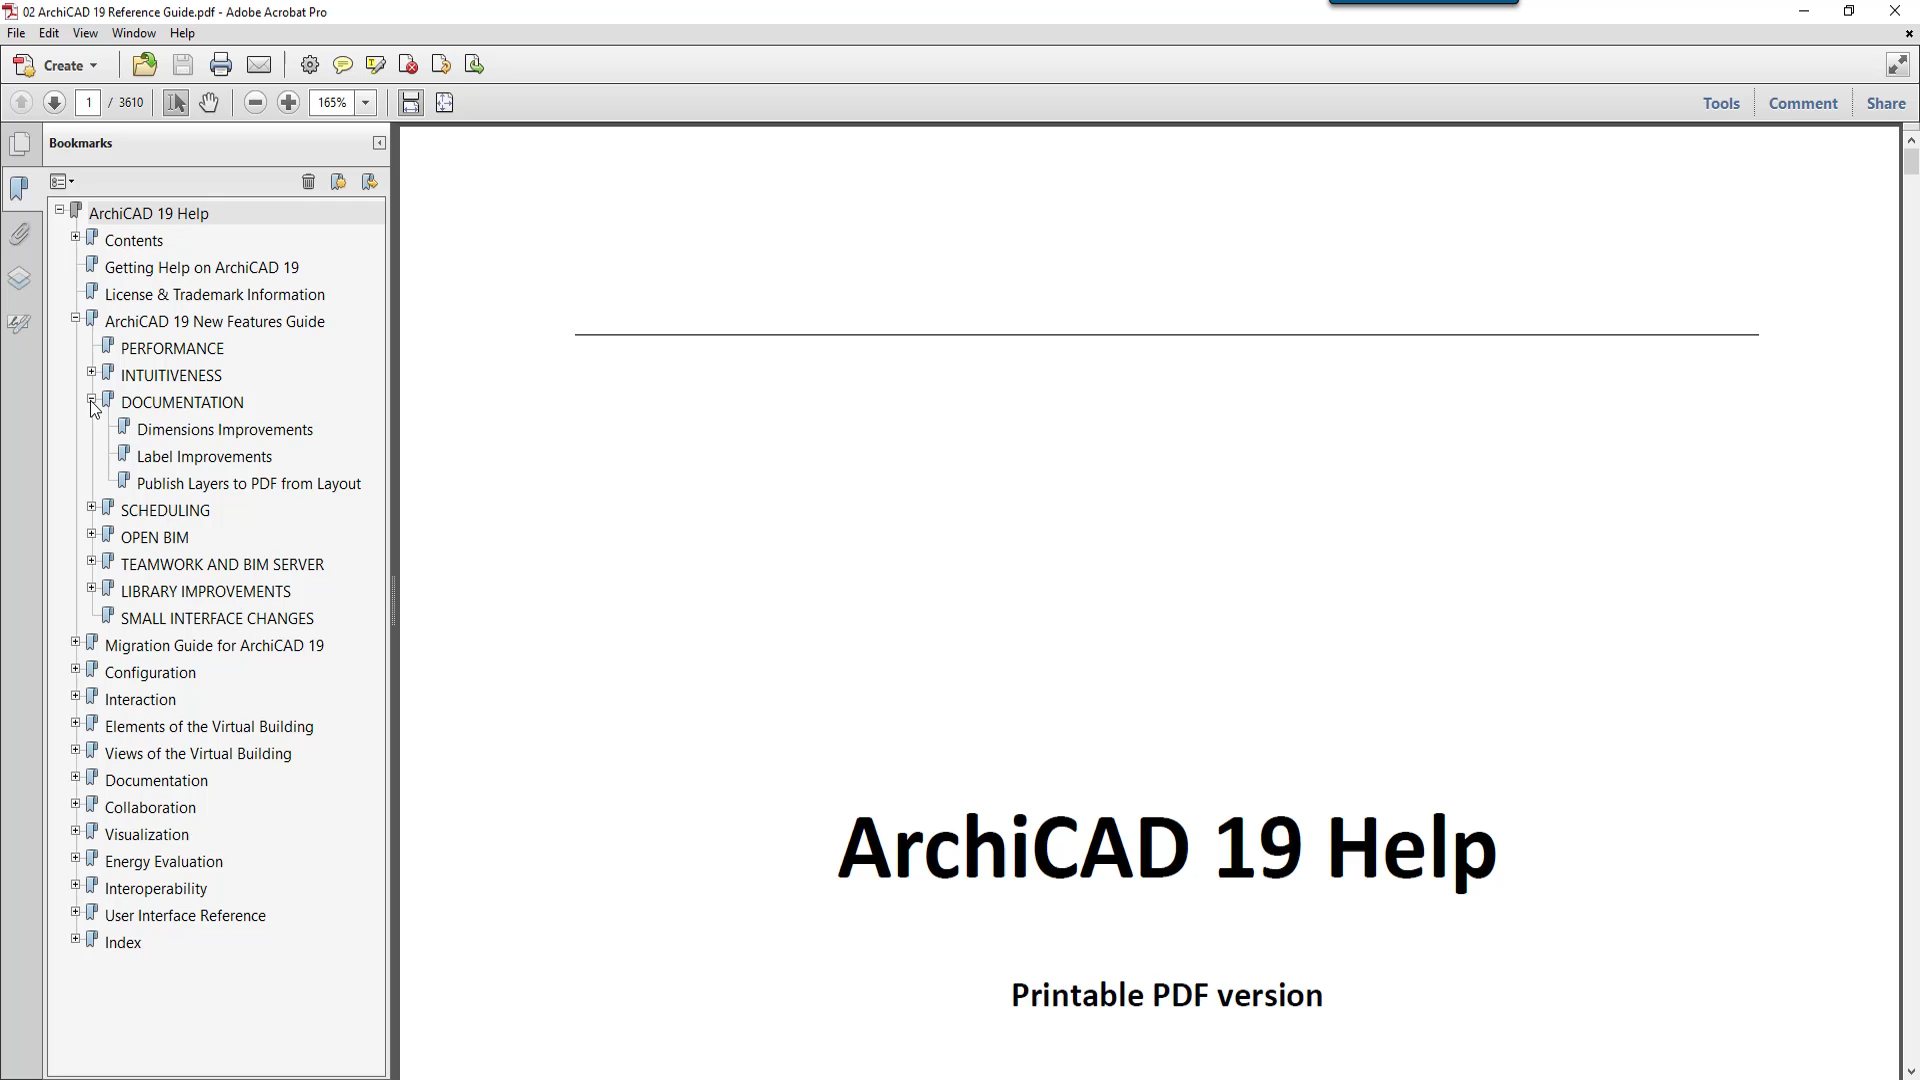 02 ArchiCAD 19 Reference Guide.pdf - Adobe Acrobat Pro
File Edit View Window Help
Create
1 / 3610 165% Tools Comment Share
Bookmarks
ArchiCAD 19 Help
Contents
Getting Help on ArchiCAD 19
License & Trademark Information
ArchiCAD 19 New Features Guide
PERFORMANCE
INTUITIVENESS
DOCUMENTATION
Dimensions Improvements
Label Improvements
Publish Layers to PDF from Layout
SCHEDULING
OPEN BIM
TEAMWORK AND BIM SERVER
LIBRARY IMPROVEMENTS
SMALL INTERFACE CHANGES
Migration Guide for ArchiCAD 19
Configuration
Interaction
Elements of the Virtual Building
Views of the Virtual Building
Documentation
Collaboration
Visualization
Energy Evaluation
Interoperability
User Interface Reference
Index
ArchiCAD 19 Help
Printable PDF version